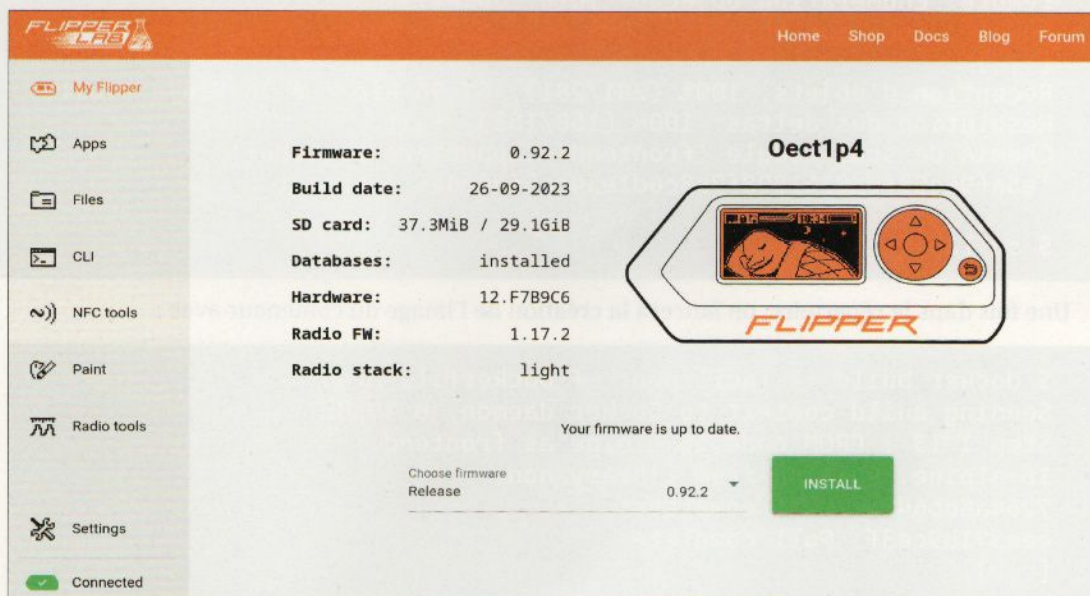 FLIPPER LAB
Home Shop Docs Blog Forum
My Flipper
Apps
Files
CLI
NFC tools
Paint
Radio tools
Settings
Connected
Firmware: 0.92.2
Build date: 26-09-2023
SD card: 37.3MiB / 29.1GiB
Databases: installed
Hardware: 12.F7B9C6
Radio FW: 1.17.2
Radio stack: light
Oect1p4
FLIPPER
Your firmware is up to date.
Choose firmware
Release 0.92.2
INSTALL